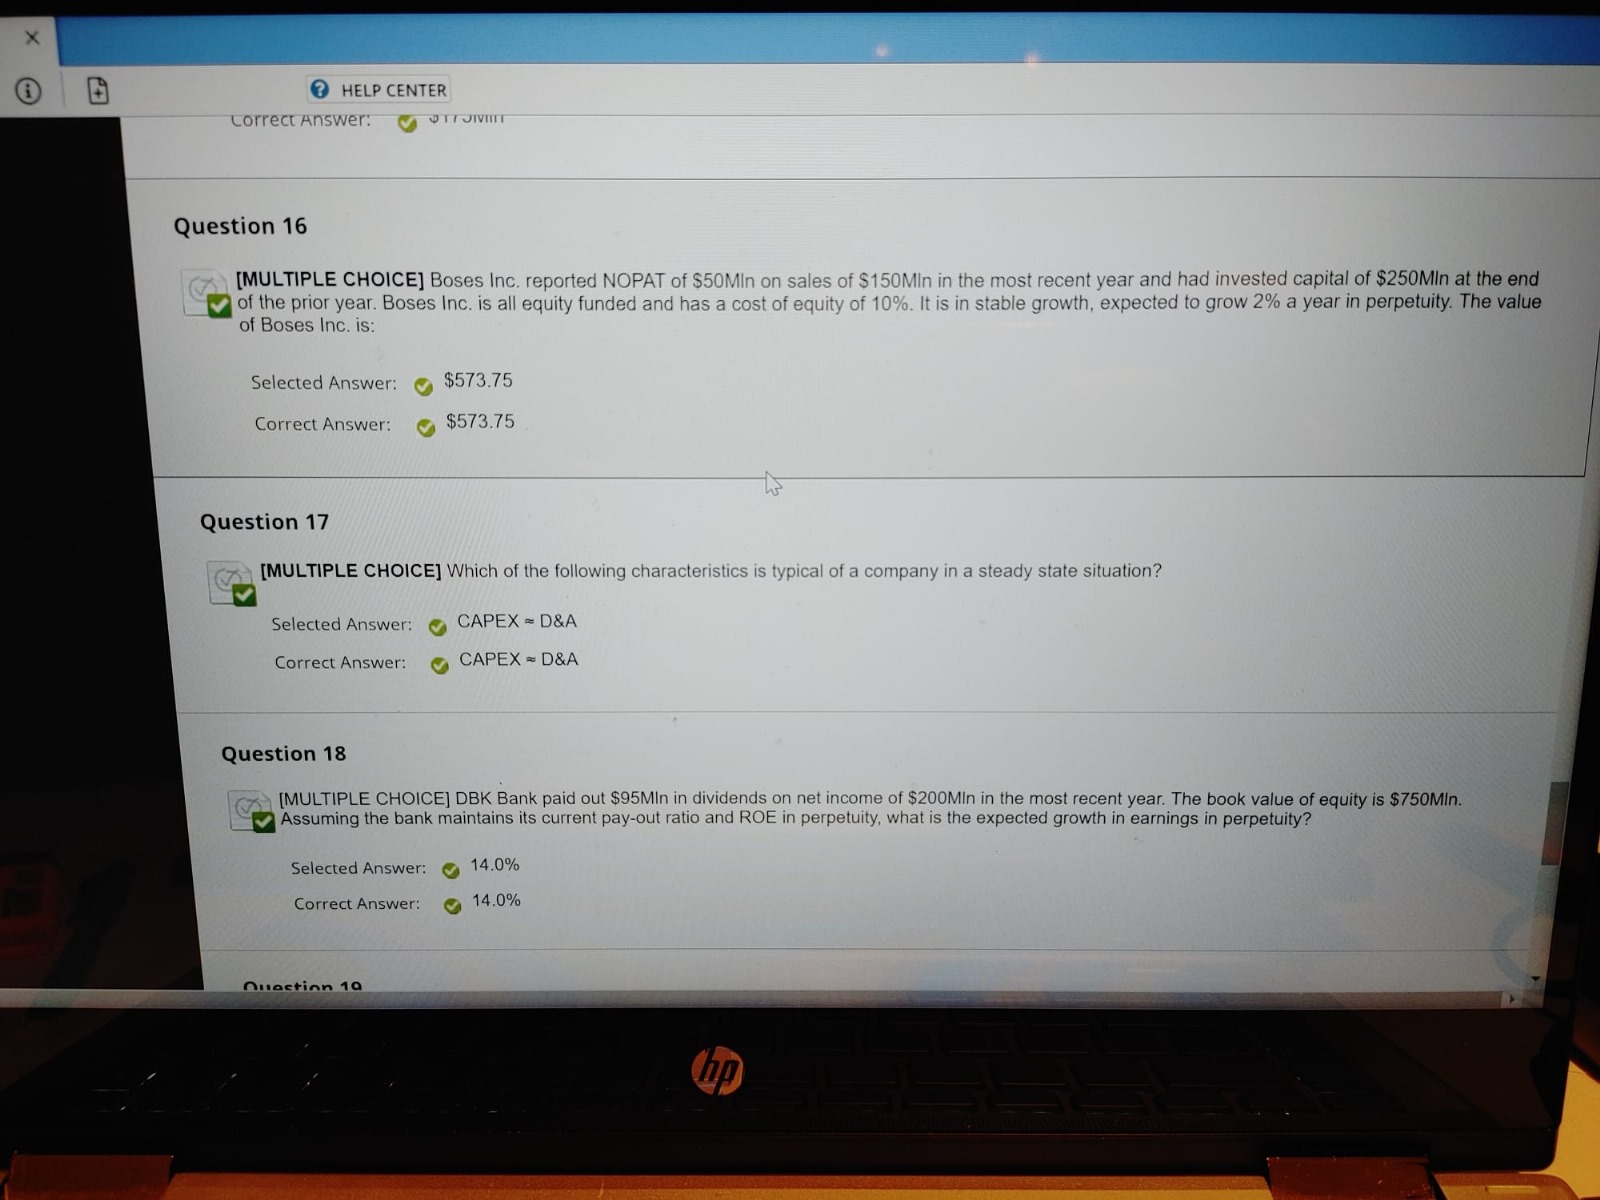 HELP CENTER
Correct Answer:
Question 16
[MULTIPLE CHOICE] Boses Inc. reported NOPAT of $50Mln on sales of $150Mln in the most recent year and had invested capital of $250Mln at the end
of the prior year. Boses Inc. is all equity funded and has a cost of equity of 10%. It is in stable growth, expected to grow 2% a year in perpetuity. The value
of Boses Inc. is:
Selected Answer: $573.75
Correct Answer: $573.75
Question 17
[MULTIPLE CHOICE] Which of the following characteristics is typical of a company in a steady state situation?
Selected Answer: CAPEX ≈ D&A
Correct Answer: CAPEX ≈ D&A
Question 18
[MULTIPLE CHOICE] DBK Bank paid out $95Mln in dividends on net income of $200Mln in the most recent year. The book value of equity is $750Mln.
Assuming the bank maintains its current pay-out ratio and ROE in perpetuity, what is the expected growth in earnings in perpetuity?
Selected Answer: 14.0%
Correct Answer: 14.0%
Question 19
hp